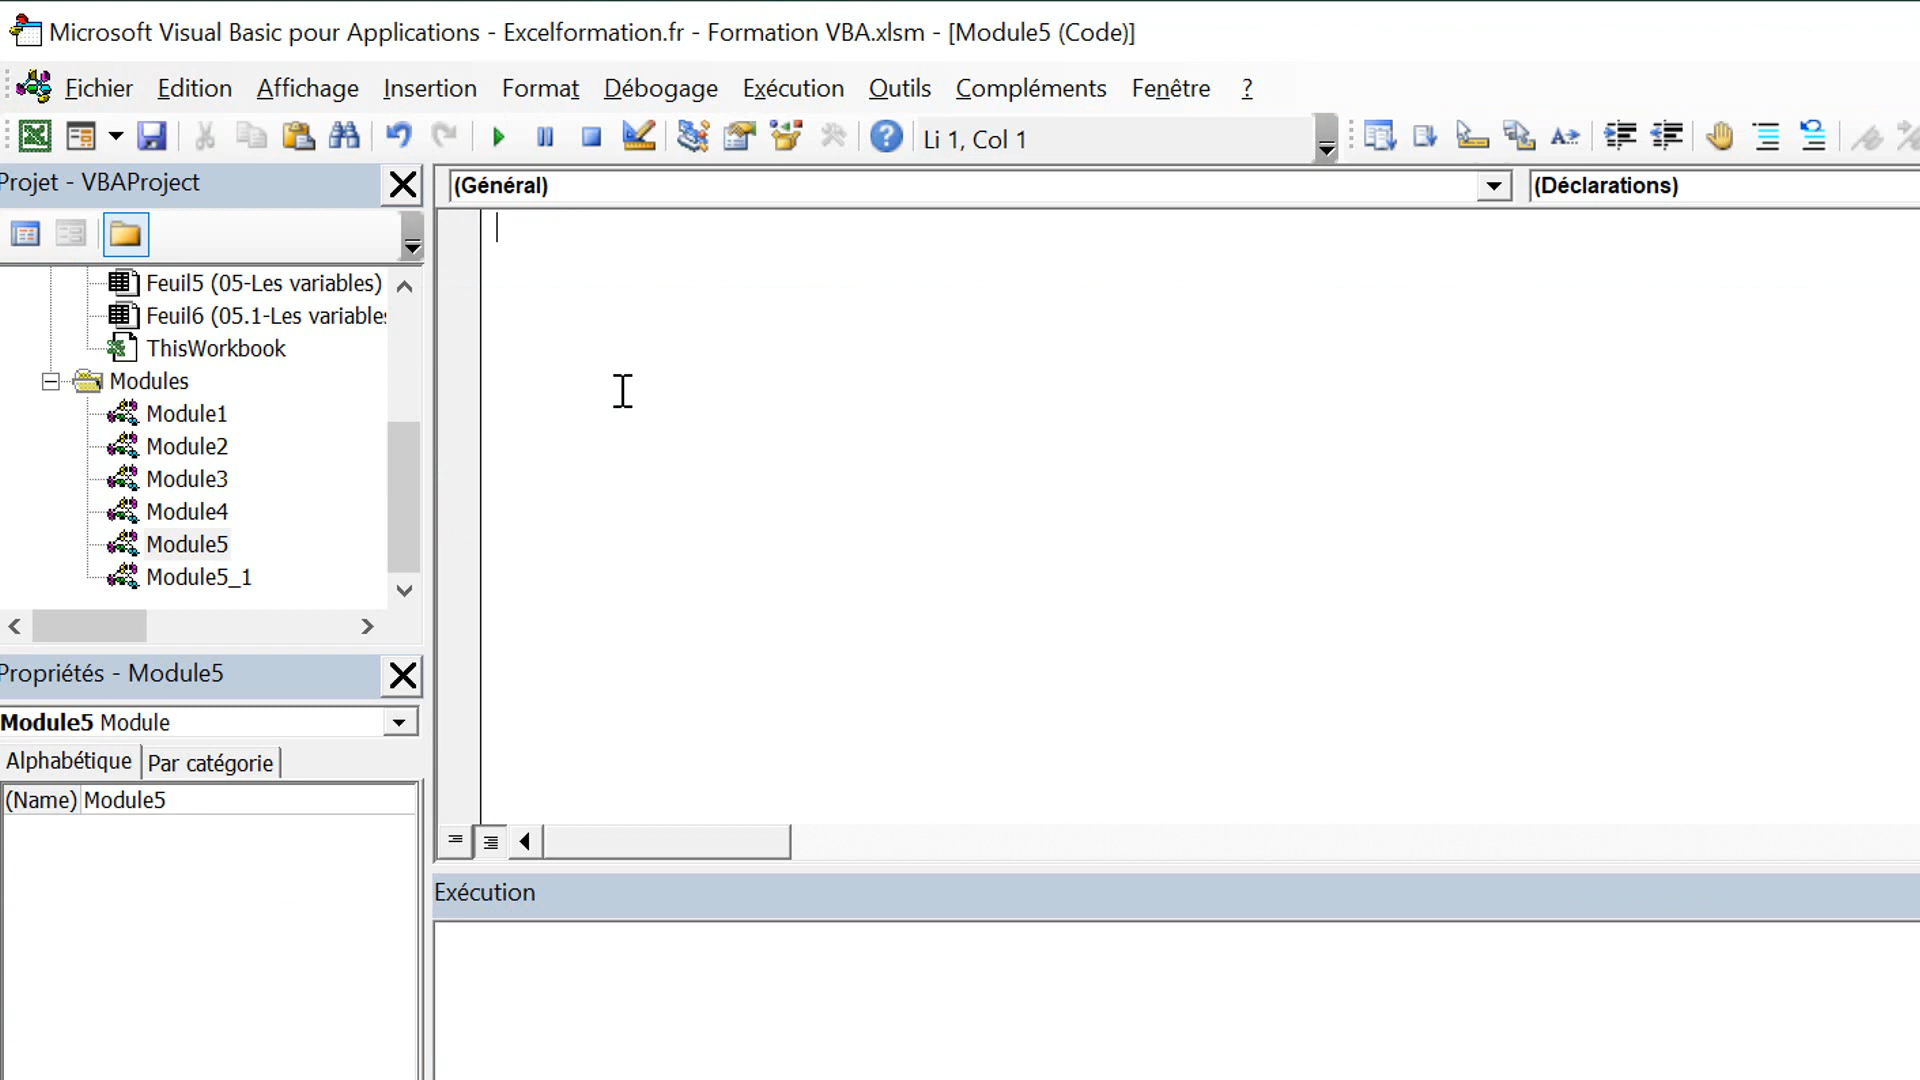 Microsoft Visual Basic pour Applications - Excelformation.fr - Formation VBA.xlsm - [Module5 (Code)]
Fichier Edition Affichage Insertion Format Débogage Exécution Outils Compléments Fenêtre ?
Li 1, Col 1
Projet - VBAProject
(Général)
(Déclarations)
Feuil5 (05-Les variables)
Feuil6 (05.1-Les variables
ThisWorkbook
Modules
Module1
Module2
Module3
Module4
Module5
Module5_1
Propriétés - Module5
Module5 Module
Alphabétique Par catégorie
(Name) Module5
Exécution